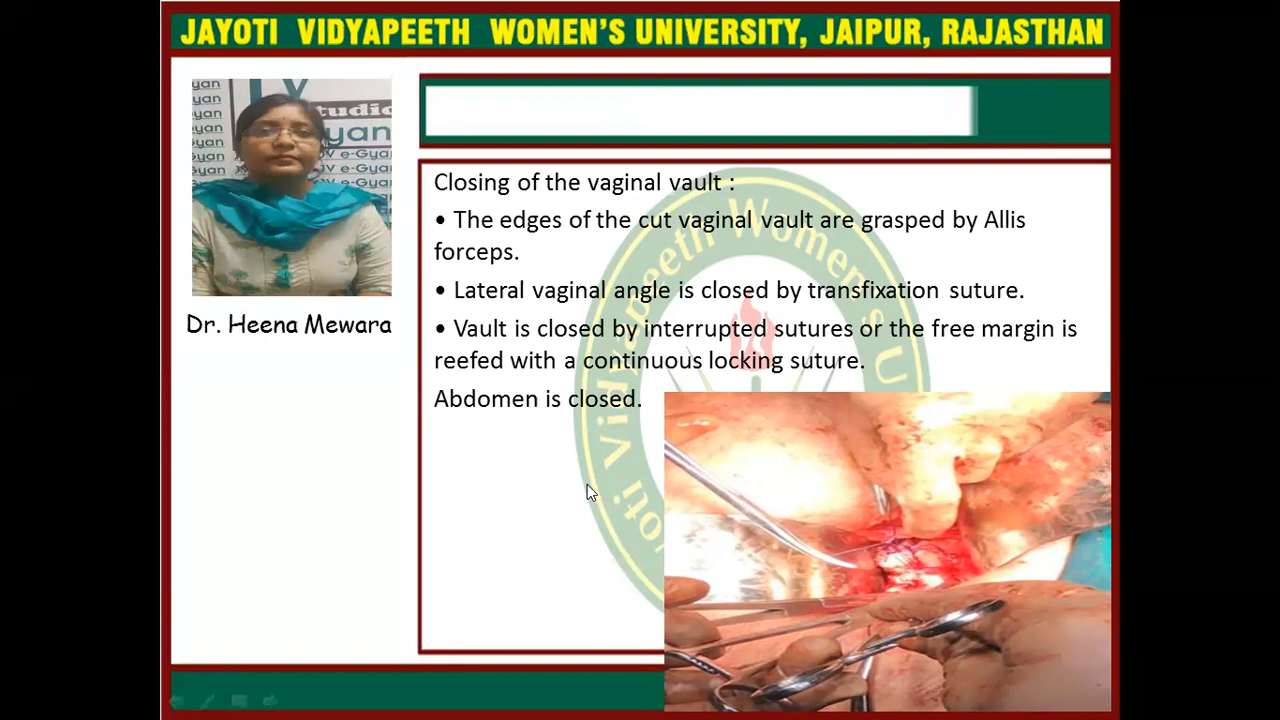 JAYOTI VIDYAPEETH WOMEN'S UNIVERSITY, JAIPUR, RAJASTHAN
Dr. Heena Mewara
Closing of the vaginal vault :
• The edges of the cut vaginal vault are grasped by Allis
forceps.
• Lateral vaginal angle is closed by transfixation suture.
• Vault is closed by interrupted sutures or the free margin is
reefed with a continuous locking suture.
Abdomen is closed.